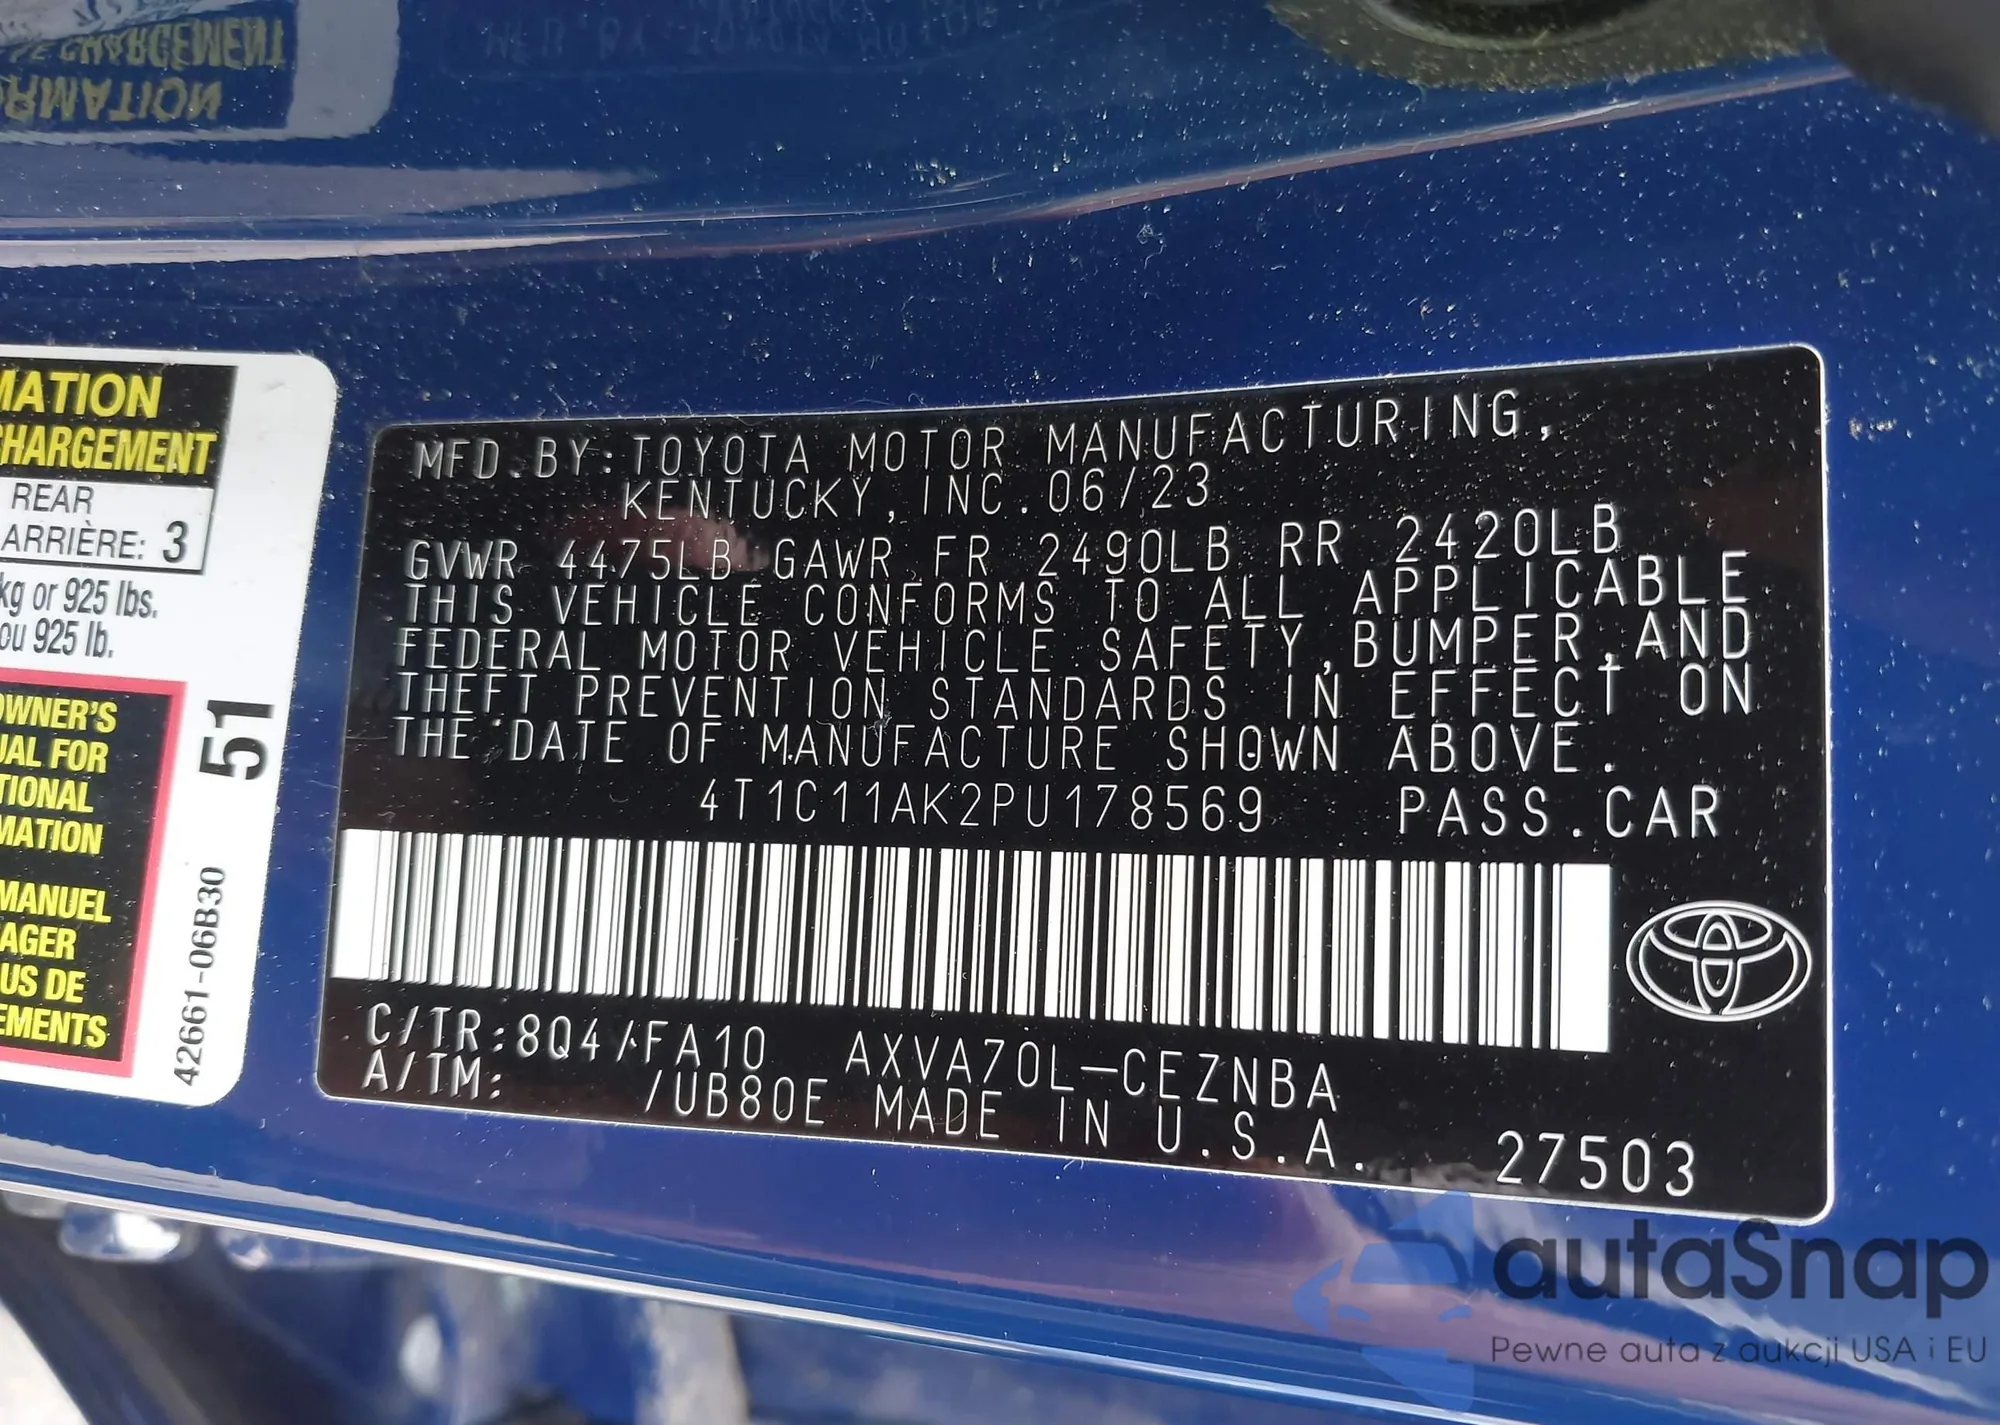 MATION
CHARGEMENT
REAR
ARRIÈRE: 3
kg or 925 lbs.
ou 925 lb.
OWNER'S
UAL FOR
TIONAL
MATION
MANUEL
AGER
US DE
EMENTS
51
42661-06B30
MFD.BY:TOYOTA MOTOR MANUFACTURING,
KENTUCKY,INC.06/23
GVWR 4475LB GAWR FR 2490LB RR 2420LB
THIS VEHICLE CONFORMS TO ALL APPLICABLE
FEDERAL MOTOR VEHICLE SAFETY,BUMPER,AND
THEFT PREVENTION STANDARDS IN EFFECT ON
THE DATE OF MANUFACTURE SHOWN ABOVE.
4T1C11AK2PU178569 PASS.CAR
C/TR:8Q4/FA10 AXVA70L-CEZNBA
A/TM: /UB80E MADE IN U.S.A. 27503
autaSnap
Pewne auta z aukcji USA i EU